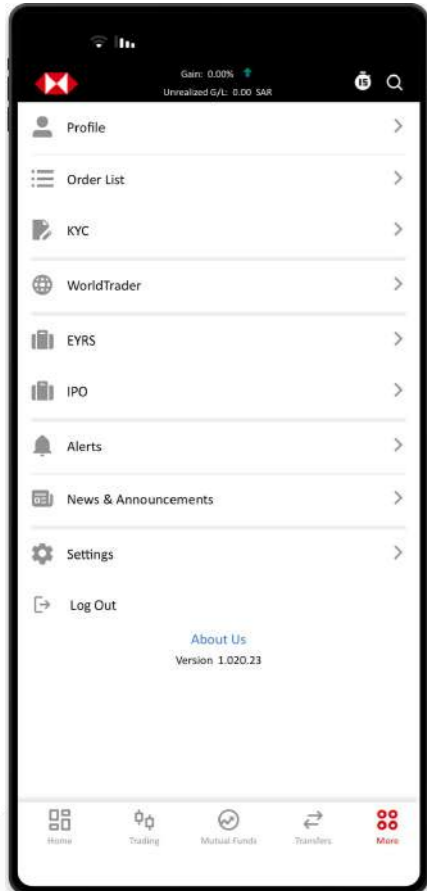 Gain: 0.00%
Unrealized G/L: 0.00 SAR
15
Profile
Order List
KYC
WorldTrader
EYRS
IPO
Alerts
News & Announcements
Settings
Log Out
About Us
Version 1.020.23
Home
Trading
Mutual Funds
Transfers
More